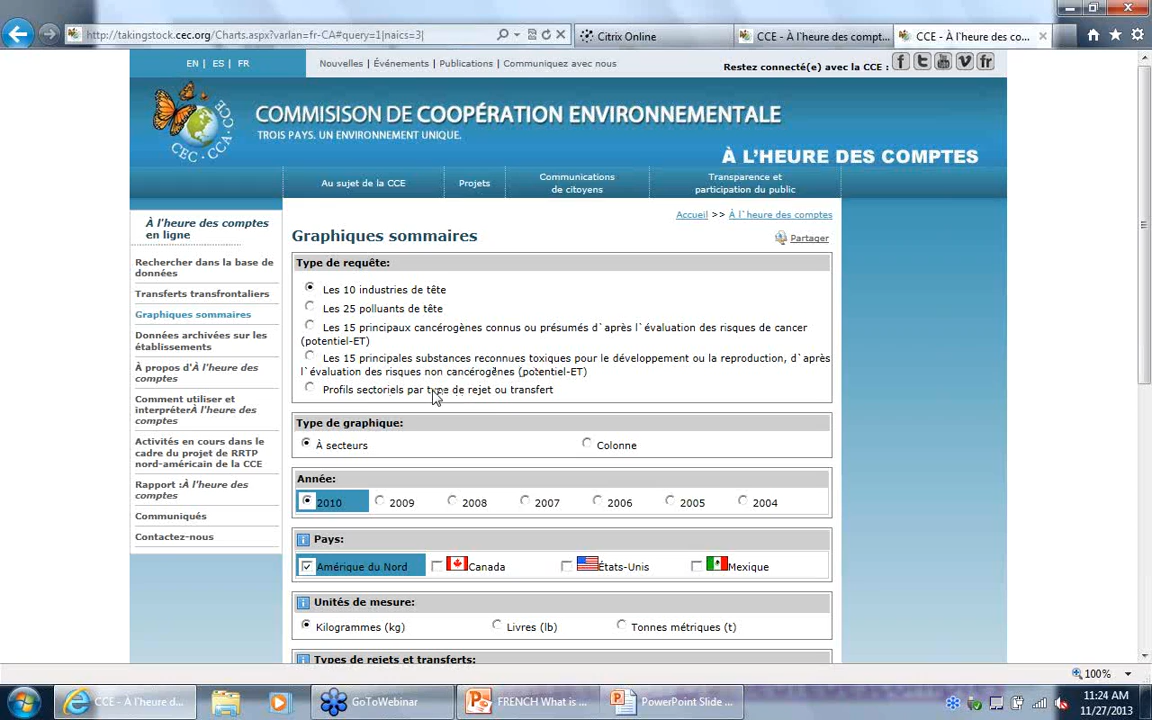 http://takingstock.cec.org/Charts.aspx?varlan=fr-CA#query=1|naics=3|
Citrix Online
CCE - À l'heure des compt...
CCE - À l'heure des co...
EN | ES | FR
Nouvelles | Événements | Publications | Communiquez avec nous
Restez connecté(e) avec la CCE :
CEC · CCA · CCE
COMMISISON DE COOPÉRATION ENVIRONNEMENTALE
TROIS PAYS. UN ENVIRONNEMENT UNIQUE.
À L'HEURE DES COMPTES
Au sujet de la CCE
Projets
Communications
de citoyens
Transparence et
participation du public
À l'heure des comptes
en ligne
Rechercher dans la base de
données
Transferts transfrontaliers
Graphiques sommaires
Données archivées sur les
établissements
À propos d'À l'heure des
comptes
Comment utiliser et
interpréterÀ l'heure des
comptes
Activités en cours dans le
cadre du projet de RRTP
nord-américain de la CCE
Rapport :À l'heure des
comptes
Communiqués
Contactez-nous
Accueil >> À l`heure des comptes
Graphiques sommaires
Partager
Type de requête:
Les 10 industries de tête
Les 25 polluants de tête
Les 15 principaux cancérogènes connus ou présumés d`après l`évaluation des risques de cancer
(potentiel-ET)
Les 15 principales substances reconnues toxiques pour le développement ou la reproduction, d`après
l`évaluation des risques non cancérogènes (potentiel-ET)
Profils sectoriels par type de rejet ou transfert
Type de graphique:
À secteurs
Colonne
Année:
2010
2009
2008
2007
2006
2005
2004
Pays:
Amérique du Nord
Canada
États-Unis
Mexique
Unités de mesure:
Kilogrammes (kg)
Livres (lb)
Tonnes métriques (t)
Types de rejets et transferts:
100%
CCE - À l'heure d...
GoToWebinar
FRENCH What is ...
PowerPoint Slide ...
11:24 AM
11/27/2013